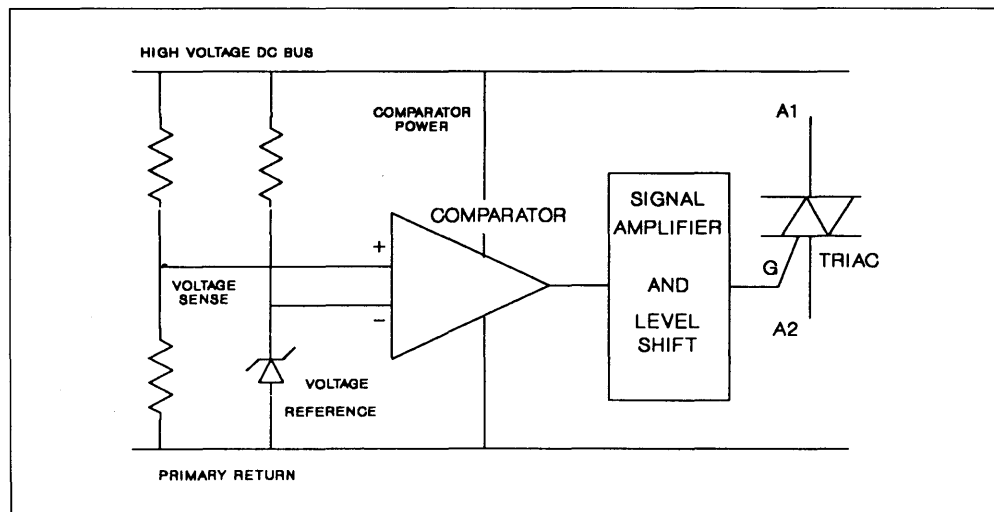 HIGH VOLTAGE DC BUS
COMPARATOR
POWER
A1
SIGNAL
AMPLIFIER
AND
LEVEL
SHIFT
COMPARATOR
+
−
VOLTAGE
SENSE
G
TRIAC
A2
VOLTAGE
REFERENCE
PRIMARY RETURN